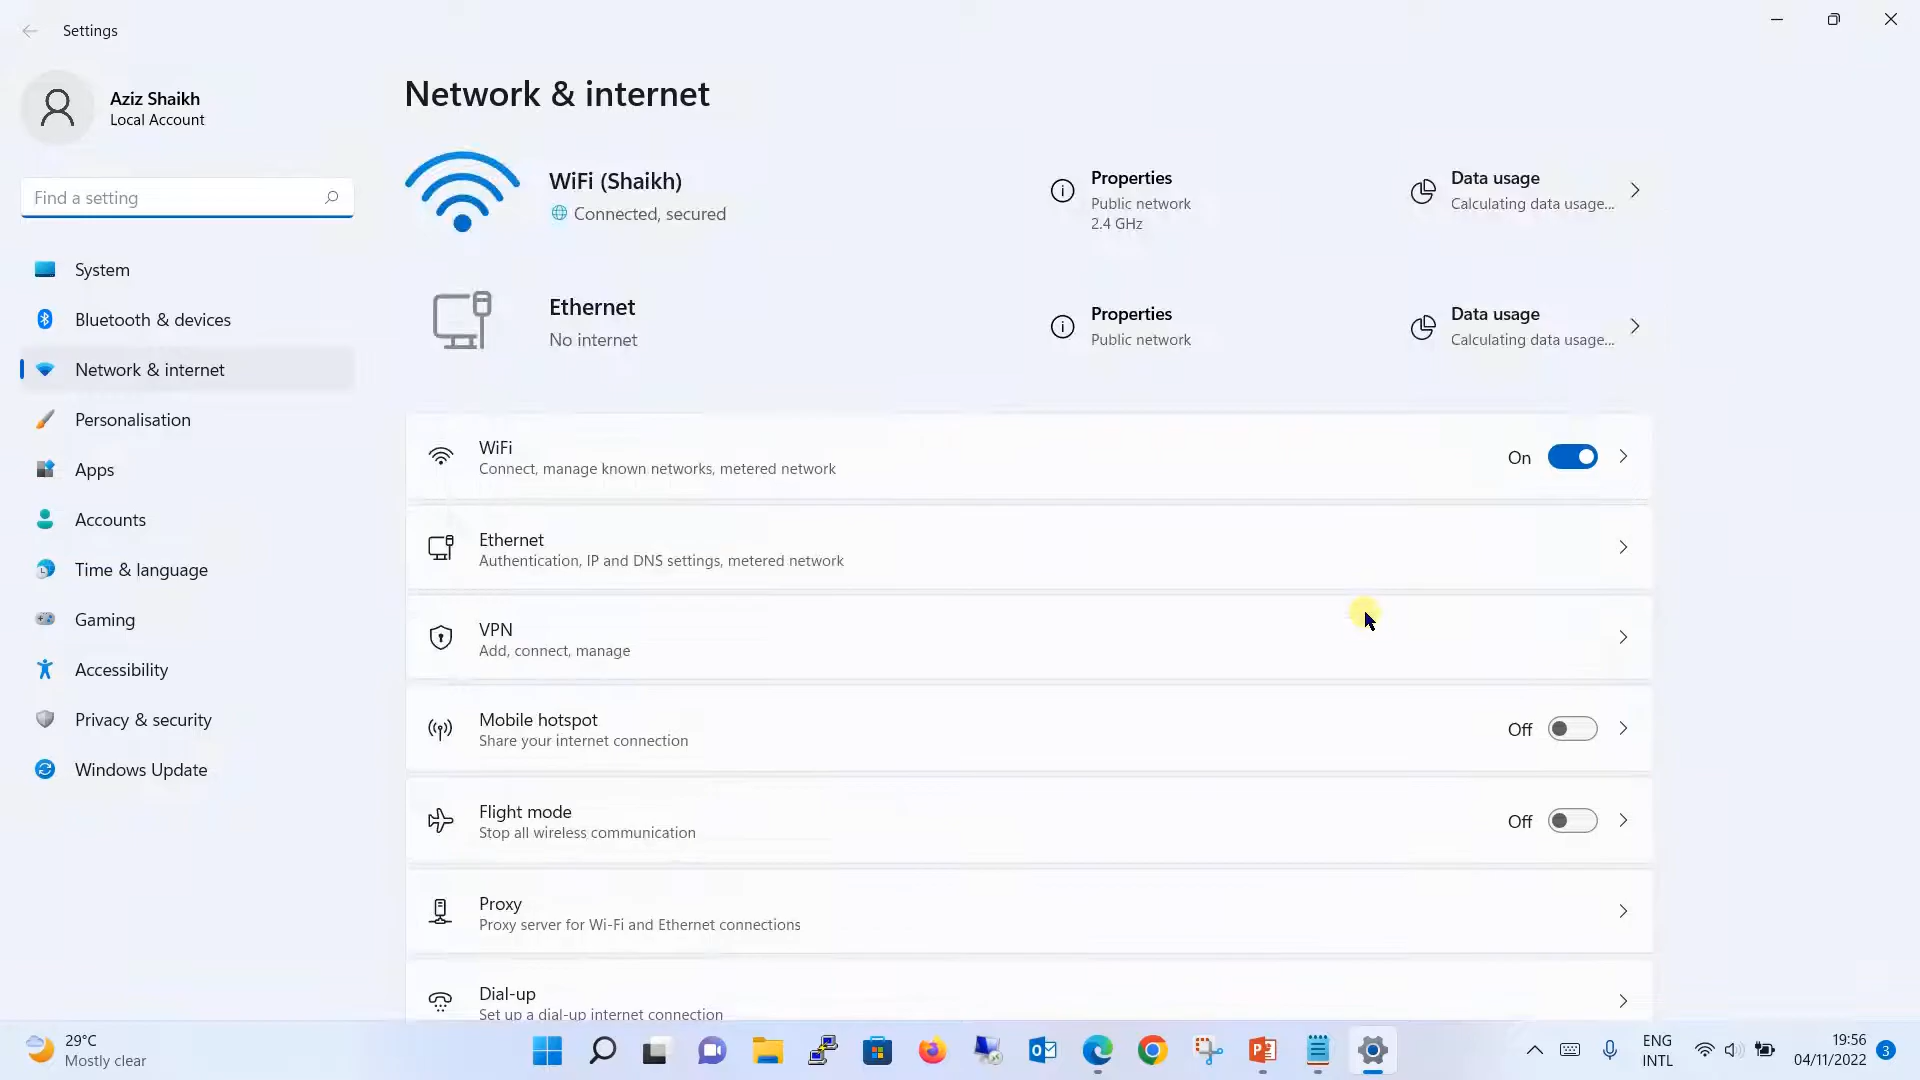 Settings
Aziz Shaikh
Local Account
Find a setting
System
Bluetooth & devices
Network & internet
Personalisation
Apps
Accounts
Time & language
Gaming
Accessibility
Privacy & security
Windows Update
Network & internet
WiFi (Shaikh)
Connected, secured
Properties
Public network
2.4 GHz
Data usage
Calculating data usage...
Ethernet
No internet
Properties
Public network
Data usage
Calculating data usage...
WiFi
Connect, manage known networks, metered network
On
Ethernet
Authentication, IP and DNS settings, metered network
VPN
Add, connect, manage
Mobile hotspot
Share your internet connection
Off
Flight mode
Stop all wireless communication
Off
Proxy
Proxy server for Wi-Fi and Ethernet connections
Dial-up
Set up a dial-up internet connection
29°C
Mostly clear
ENG
INTL
19:56
04/11/2022
3